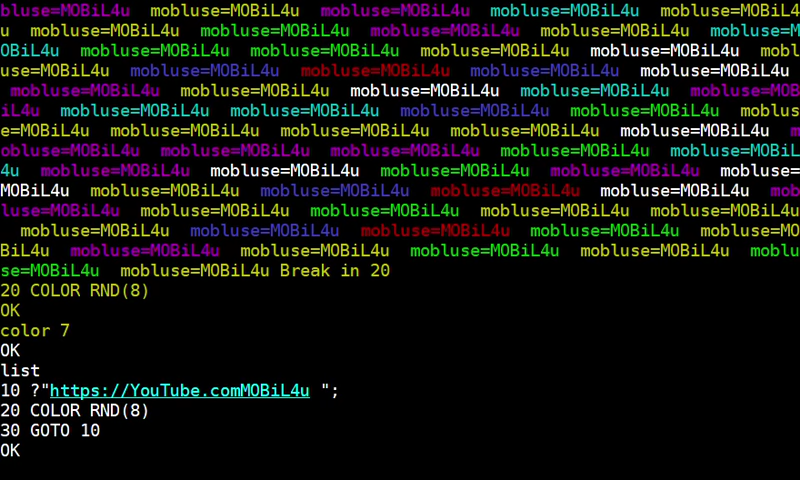 bluse=MOBiL4u  mobluse=MOBiL4u  mobluse=MOBiL4u  mobluse=MOBiL4u  mobluse=MOBiL4
u  mobluse=MOBiL4u  mobluse=MOBiL4u  mobluse=MOBiL4u  mobluse=MOBiL4u  mobluse=M
OBiL4u  mobluse=MOBiL4u  mobluse=MOBiL4u  mobluse=MOBiL4u  mobluse=MOBiL4u  mobl
use=MOBiL4u  mobluse=MOBiL4u  mobluse=MOBiL4u  mobluse=MOBiL4u  mobluse=MOBiL4u
mobluse=MOBiL4u  mobluse=MOBiL4u  mobluse=MOBiL4u  mobluse=MOBiL4u  mobluse=MOB
iL4u  mobluse=MOBiL4u  mobluse=MOBiL4u  mobluse=MOBiL4u  mobluse=MOBiL4u  moblus
e=MOBiL4u  mobluse=MOBiL4u  mobluse=MOBiL4u  mobluse=MOBiL4u  mobluse=MOBiL4u  m
obluse=MOBiL4u  mobluse=MOBiL4u  mobluse=MOBiL4u  mobluse=MOBiL4u  mobluse=MOBiL
4u  mobluse=MOBiL4u  mobluse=MOBiL4u  mobluse=MOBiL4u  mobluse=MOBiL4u  mobluse=
MOBiL4u  mobluse=MOBiL4u  mobluse=MOBiL4u  mobluse=MOBiL4u  mobluse=MOBiL4u  mob
luse=MOBiL4u  mobluse=MOBiL4u  mobluse=MOBiL4u  mobluse=MOBiL4u  mobluse=MOBiL4u
mobluse=MOBiL4u  mobluse=MOBiL4u  mobluse=MOBiL4u  mobluse=MOBiL4u  mobluse=MO
BiL4u  mobluse=MOBiL4u  mobluse=MOBiL4u  mobluse=MOBiL4u  mobluse=MOBiL4u  moblu
se=MOBiL4u  mobluse=MOBiL4u Break in 20
20 COLOR RND(8)
OK
color 7
OK
list
10 ?"https://YouTube.comMOBiL4u ";
20 COLOR RND(8)
30 GOTO 10
OK